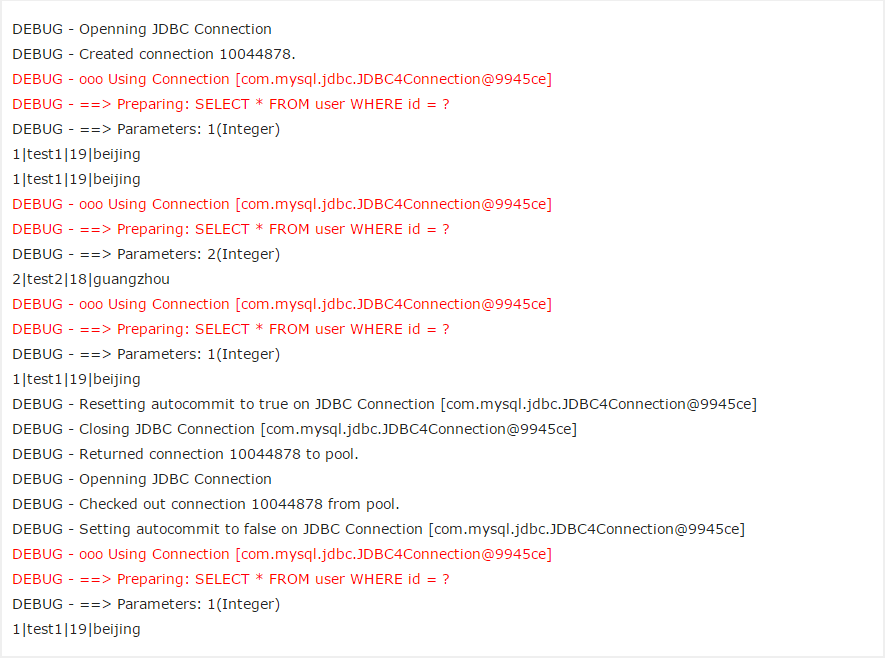 DEBUG - Openning JDBC Connection
DEBUG - Created connection 10044878.
DEBUG - ooo Using Connection [com.mysql.jdbc.JDBC4Connection@9945ce]
DEBUG - ==> Preparing: SELECT * FROM user WHERE id = ?
DEBUG - ==> Parameters: 1(Integer)
1|test1|19|beijing
1|test1|19|beijing
DEBUG - ooo Using Connection [com.mysql.jdbc.JDBC4Connection@9945ce]
DEBUG - ==> Preparing: SELECT * FROM user WHERE id = ?
DEBUG - ==> Parameters: 2(Integer)
2|test2|18|guangzhou
DEBUG - ooo Using Connection [com.mysql.jdbc.JDBC4Connection@9945ce]
DEBUG - ==> Preparing: SELECT * FROM user WHERE id = ?
DEBUG - ==> Parameters: 1(Integer)
1|test1|19|beijing
DEBUG - Resetting autocommit to true on JDBC Connection [com.mysql.jdbc.JDBC4Connection@9945ce]
DEBUG - Closing JDBC Connection [com.mysql.jdbc.JDBC4Connection@9945ce]
DEBUG - Returned connection 10044878 to pool.
DEBUG - Openning JDBC Connection
DEBUG - Checked out connection 10044878 from pool.
DEBUG - Setting autocommit to false on JDBC Connection [com.mysql.jdbc.JDBC4Connection@9945ce]
DEBUG - ooo Using Connection [com.mysql.jdbc.JDBC4Connection@9945ce]
DEBUG - ==> Preparing: SELECT * FROM user WHERE id = ?
DEBUG - ==> Parameters: 1(Integer)
1|test1|19|beijing